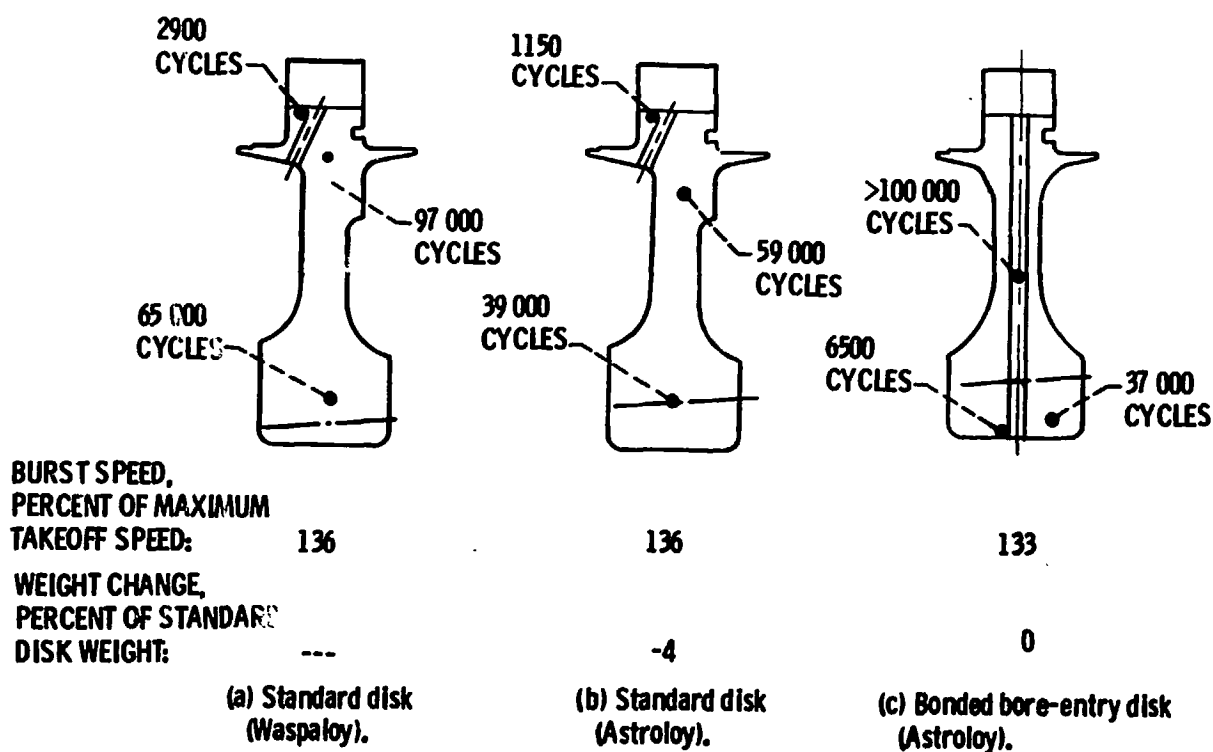 2900
CYCLES
97 000
CYCLES
65 000
CYCLES
1150
CYCLES
59 000
CYCLES
39 000
CYCLES
>100 000
CYCLES
6500
CYCLES
37 000
CYCLES
BURST SPEED,
PERCENT OF MAXIMUM
TAKEOFF SPEED: 136 136 133
WEIGHT CHANGE,
PERCENT OF STANDARD
DISK WEIGHT: --- -4 0
(a) Standard disk
(Waspaloy).
(b) Standard disk
(Astroloy).
(c) Bonded bore-entry disk
(Astroloy).